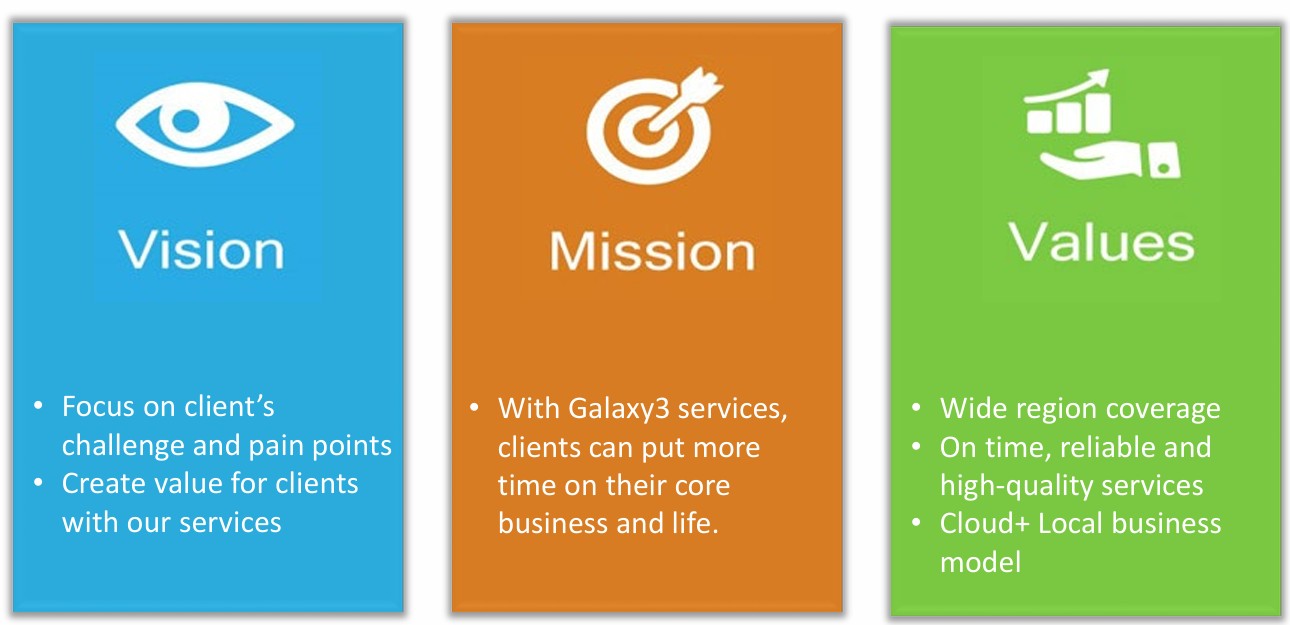 Vision
• Focus on client’s
challenge and pain points
• Create value for clients
with our services
Mission
• With Galaxy3 services,
clients can put more
time on their core
business and life.
Values
• Wide region coverage
• On time, reliable and
high-quality services
• Cloud+ Local business
model